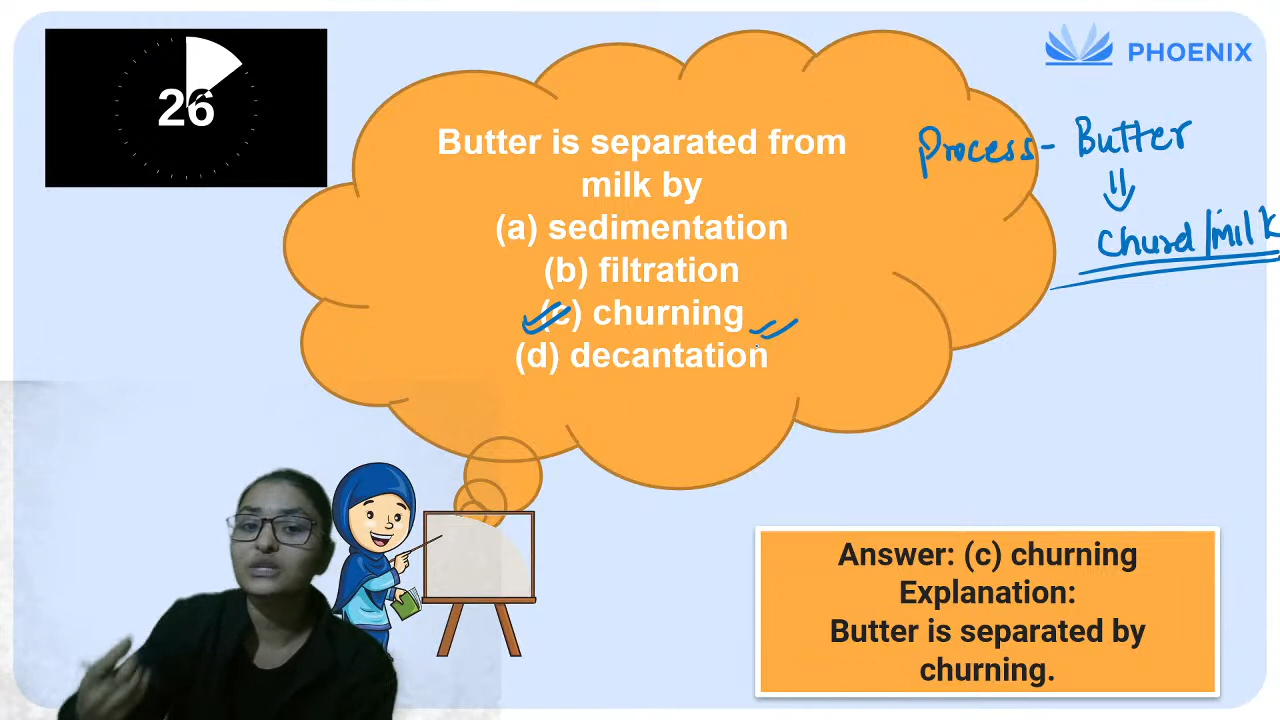 26
PHOENIX
Butter is separated from
milk by
(a) sedimentation
(b) filtration
(c) churning
(d) decantation
Process- Butter
Churd/milk
Answer: (c) churning
Explanation:
Butter is separated by
churning.